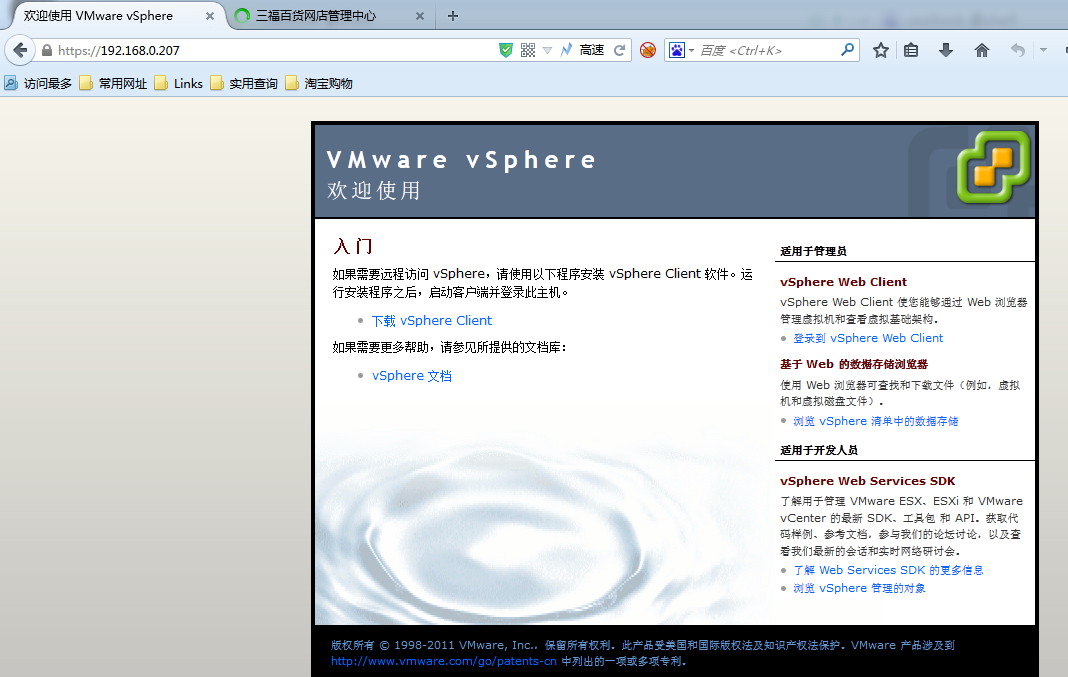 欢迎使用 VMware vSphere
三福百货网店管理中心
https://192.168.0.207
高速
百度 <Ctrl+K>
访问最多 常用网址 Links 实用查询 淘宝购物
VMware vSphere
欢迎使用
入门
如果需要远程访问 vSphere，请使用以下程序安装 vSphere Client 软件。运
行安装程序之后，启动客户端并登录此主机。
下载 vSphere Client
如果需要更多帮助，请参见所提供的文档库：
vSphere 文档
适用于管理员
vSphere Web Client
vSphere Web Client 使您能够通过 Web 浏览器
管理虚拟机和查看虚拟基础架构。
登录到 vSphere Web Client
基于 Web 的数据存储浏览器
使用 Web 浏览器可查找和下载文件（例如，虚拟
机和虚拟磁盘文件）。
浏览 vSphere 清单中的数据存储
适用于开发人员
vSphere Web Services SDK
了解用于管理 VMware ESX、ESXi 和 VMware
vCenter 的最新 SDK、工具包 和 API。获取代
码样例、参考文档，参与我们的论坛讨论，以及查
看我们最新的会话和实时网络研讨会。
了解 Web Services SDK 的更多信息
浏览 vSphere 管理的对象
版权所有 © 1998-2011 VMware, Inc.。保留所有权利。此产品受美国和国际版权法及知识产权法保护。VMware 产品涉及到
http://www.vmware.com/go/patents-cn 中列出的一项或多项专利。